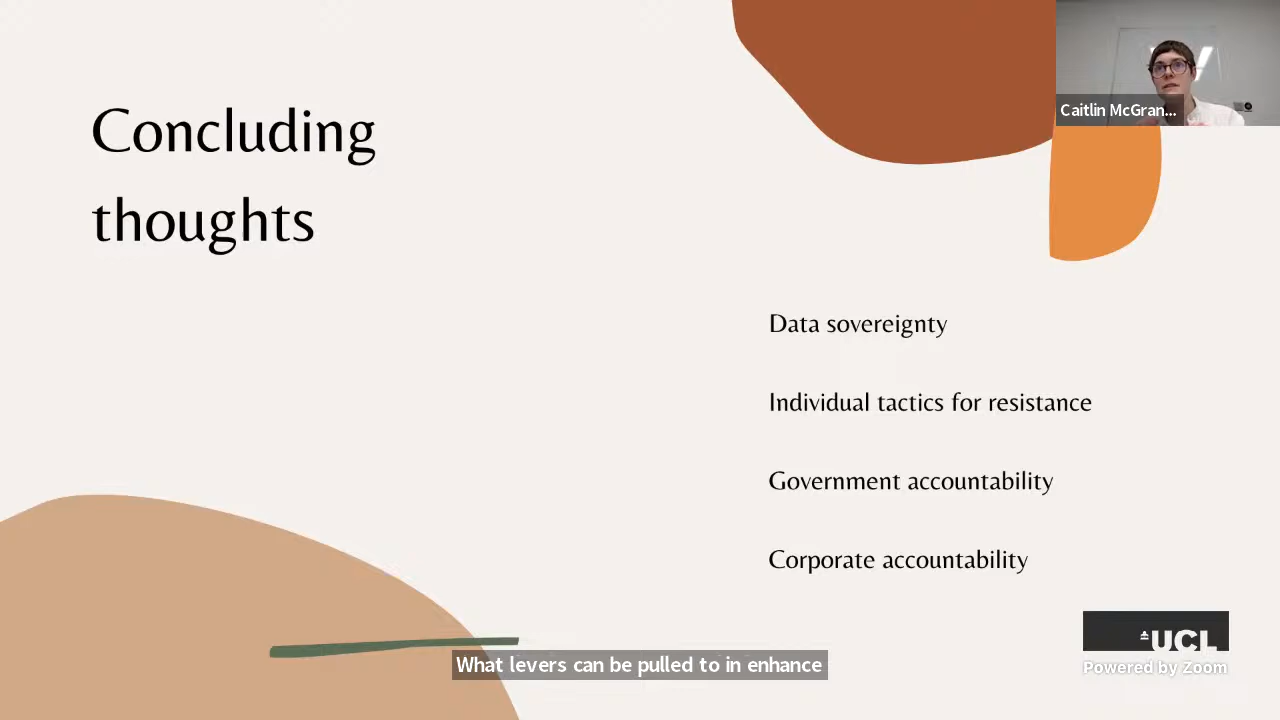 Concluding
thoughts
Caitlin McGran...
Data sovereignty
Individual tactics for resistance
Government accountability
Corporate accountability
UCL
What levers can be pulled to in enhance
Powered by Zoom